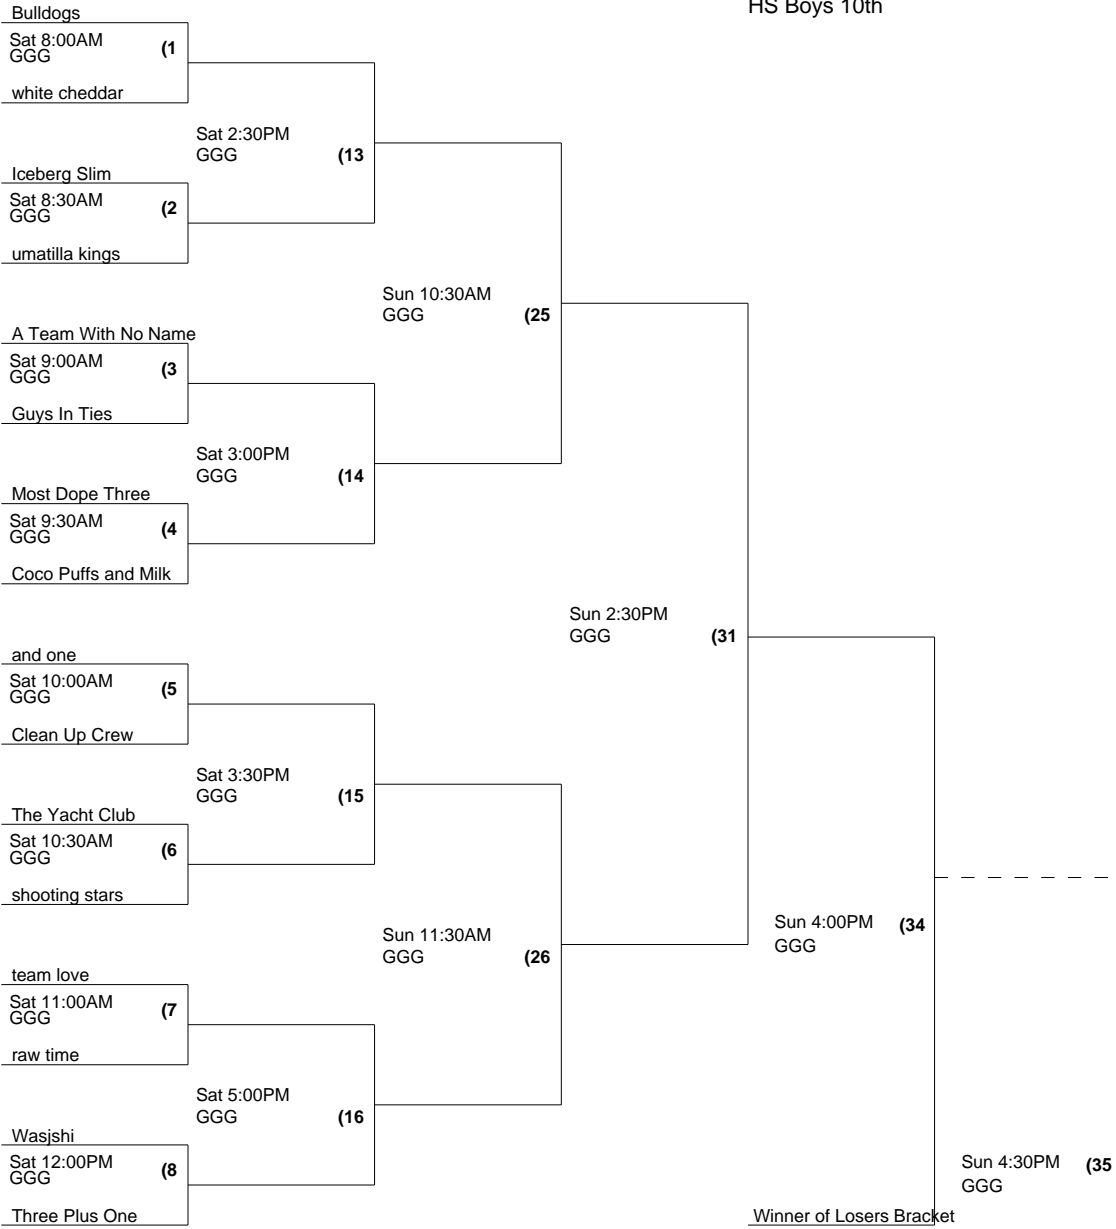 HS Boys 10th
Bulldogs
Sat 8:00AM (1
GGG
white cheddar
Sat 2:30PM
GGG (13
Iceberg Slim
Sat 8:30AM (2
GGG
umatilla kings
Sun 10:30AM
GGG (25
A Team With No Name
Sat 9:00AM (3
GGG
Guys In Ties
Sat 3:00PM
GGG (14
Most Dope Three
Sat 9:30AM (4
GGG
Coco Puffs and Milk
Sun 2:30PM
GGG (31
and one
Sat 10:00AM (5
GGG
Clean Up Crew
Sat 3:30PM
GGG (15
The Yacht Club
Sat 10:30AM (6
GGG
shooting stars
Sun 11:30AM
GGG (26
Sun 4:00PM (34
GGG
team love
Sat 11:00AM (7
GGG
raw time
Sat 5:00PM
GGG (16
Wasjshi
Sat 12:00PM (8
GGG
Three Plus One
Sun 4:30PM (35
GGG
Winner of Losers Bracket